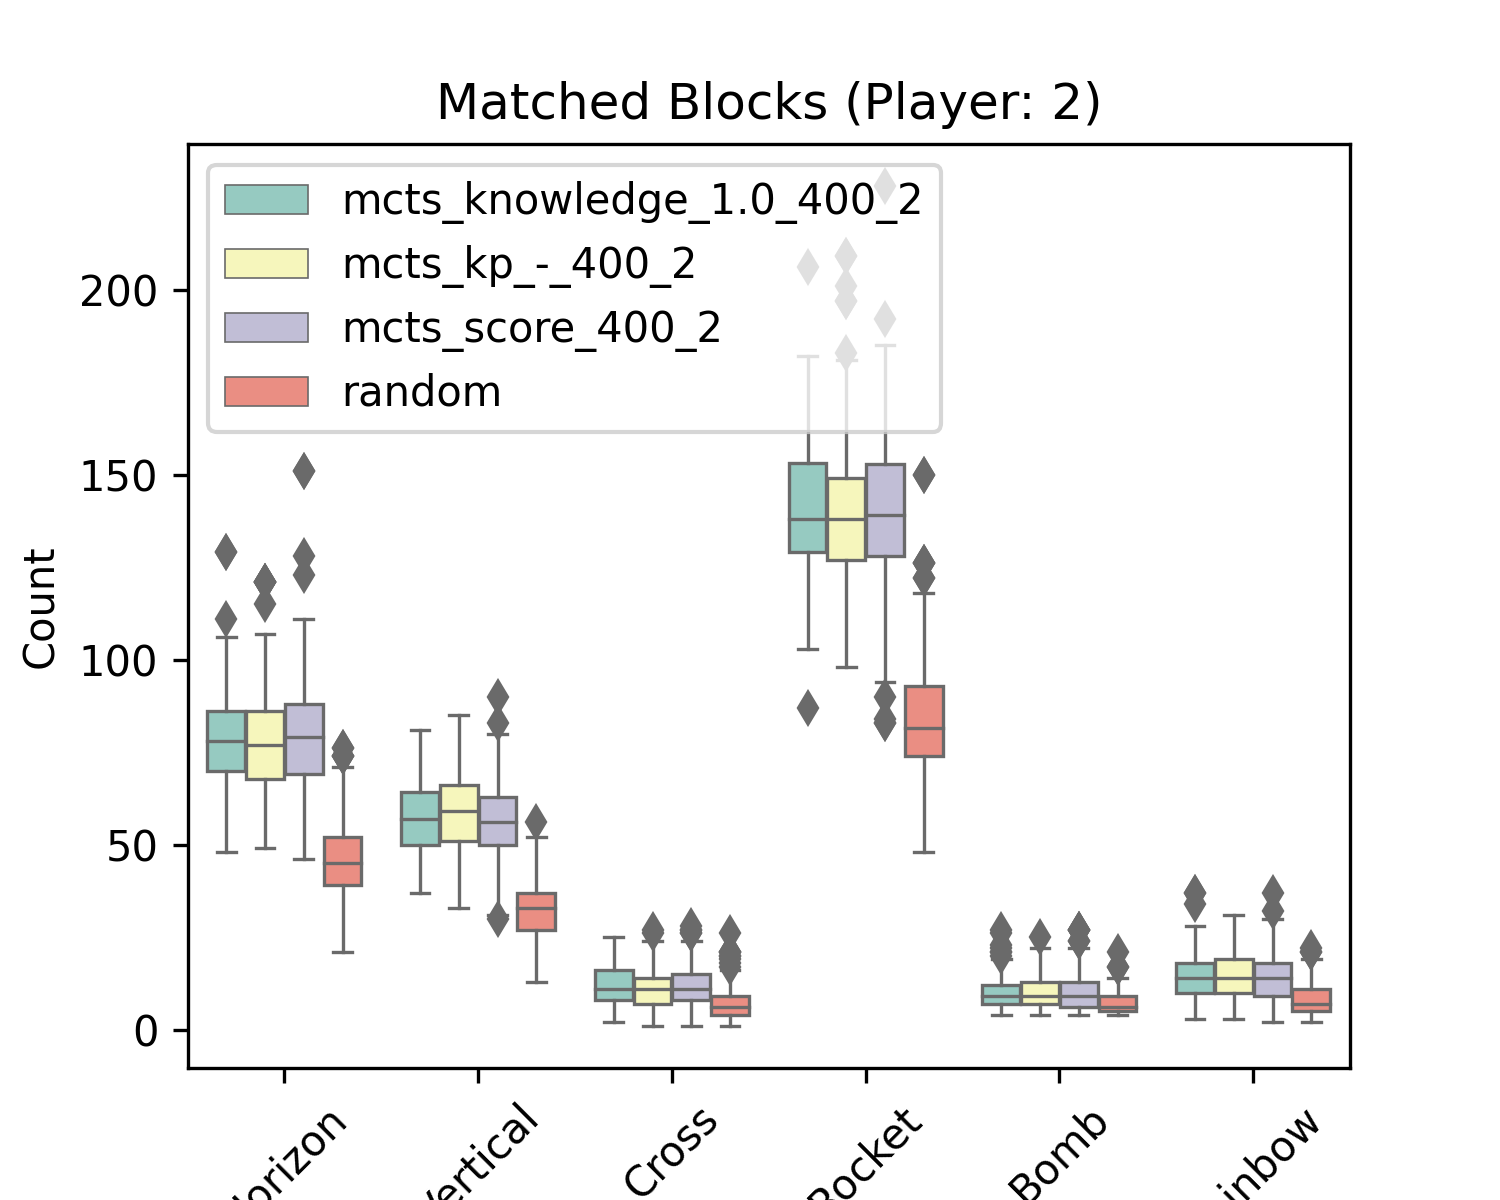 Matched Blocks (Player: 2)
mcts_knowledge_1.0_400_2
mcts_kp_-_400_2
mcts_score_400_2
random
Count
200
150
100
50
0
Cross
Bomb